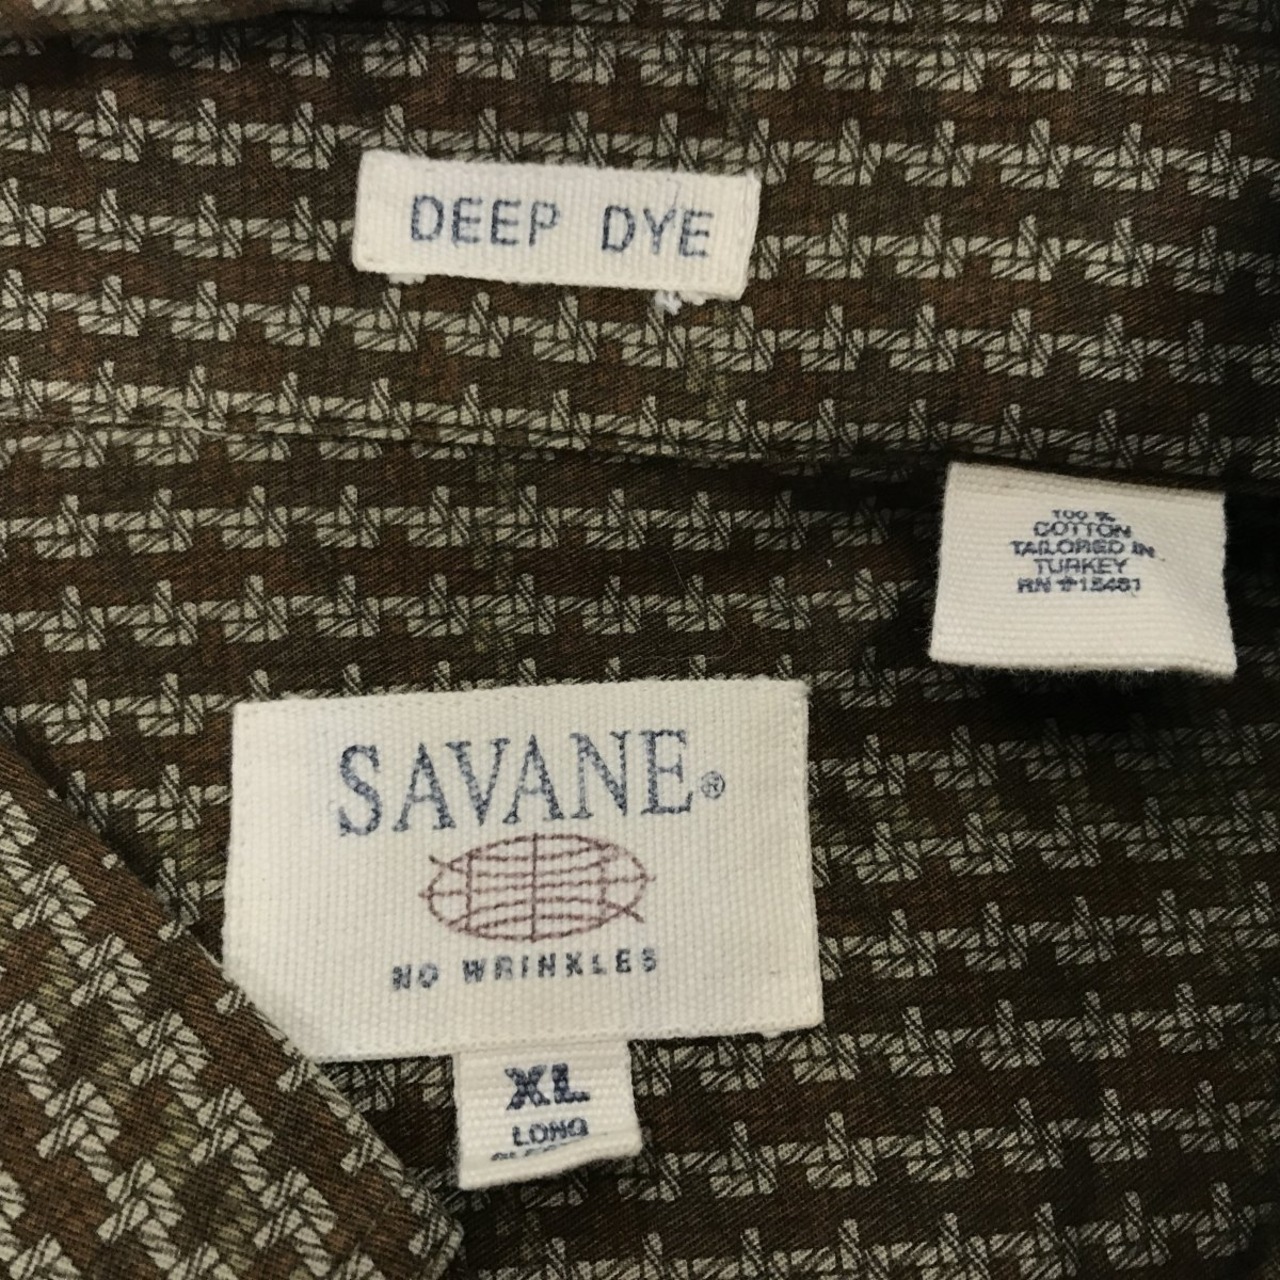 DEEP DYE
100 %
COTTON
TAILORED IN
TURKEY
RN #15481
SAVANE®
NO WRINKLES
XL
LONG